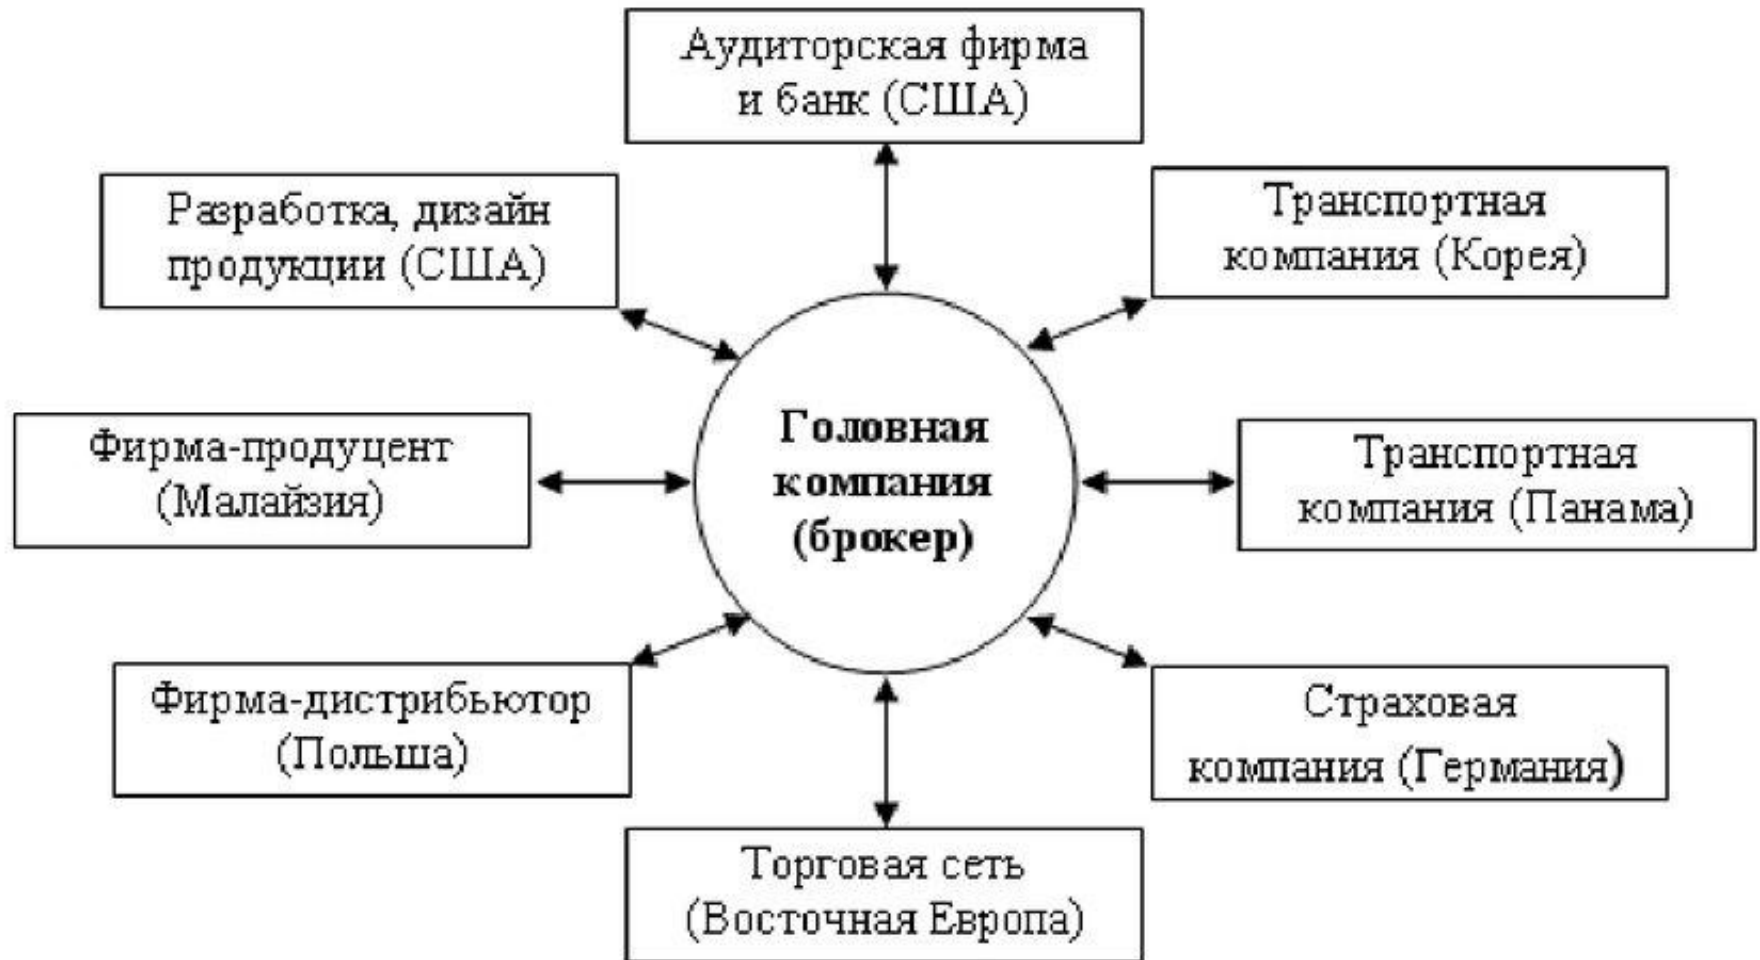 Аудиторская фирма
и банк (США)
Разработка, дизайн
продукции (США)
Транспортная
компания (Корея)
Фирма-продуцент
(Малайзия)
Головная
компания
(брокер)
Транспортная
компания (Панама)
Фирма-дистрибьютор
(Польша)
Страховая
компания (Германия)
Торговая сеть
(Восточная Европа)